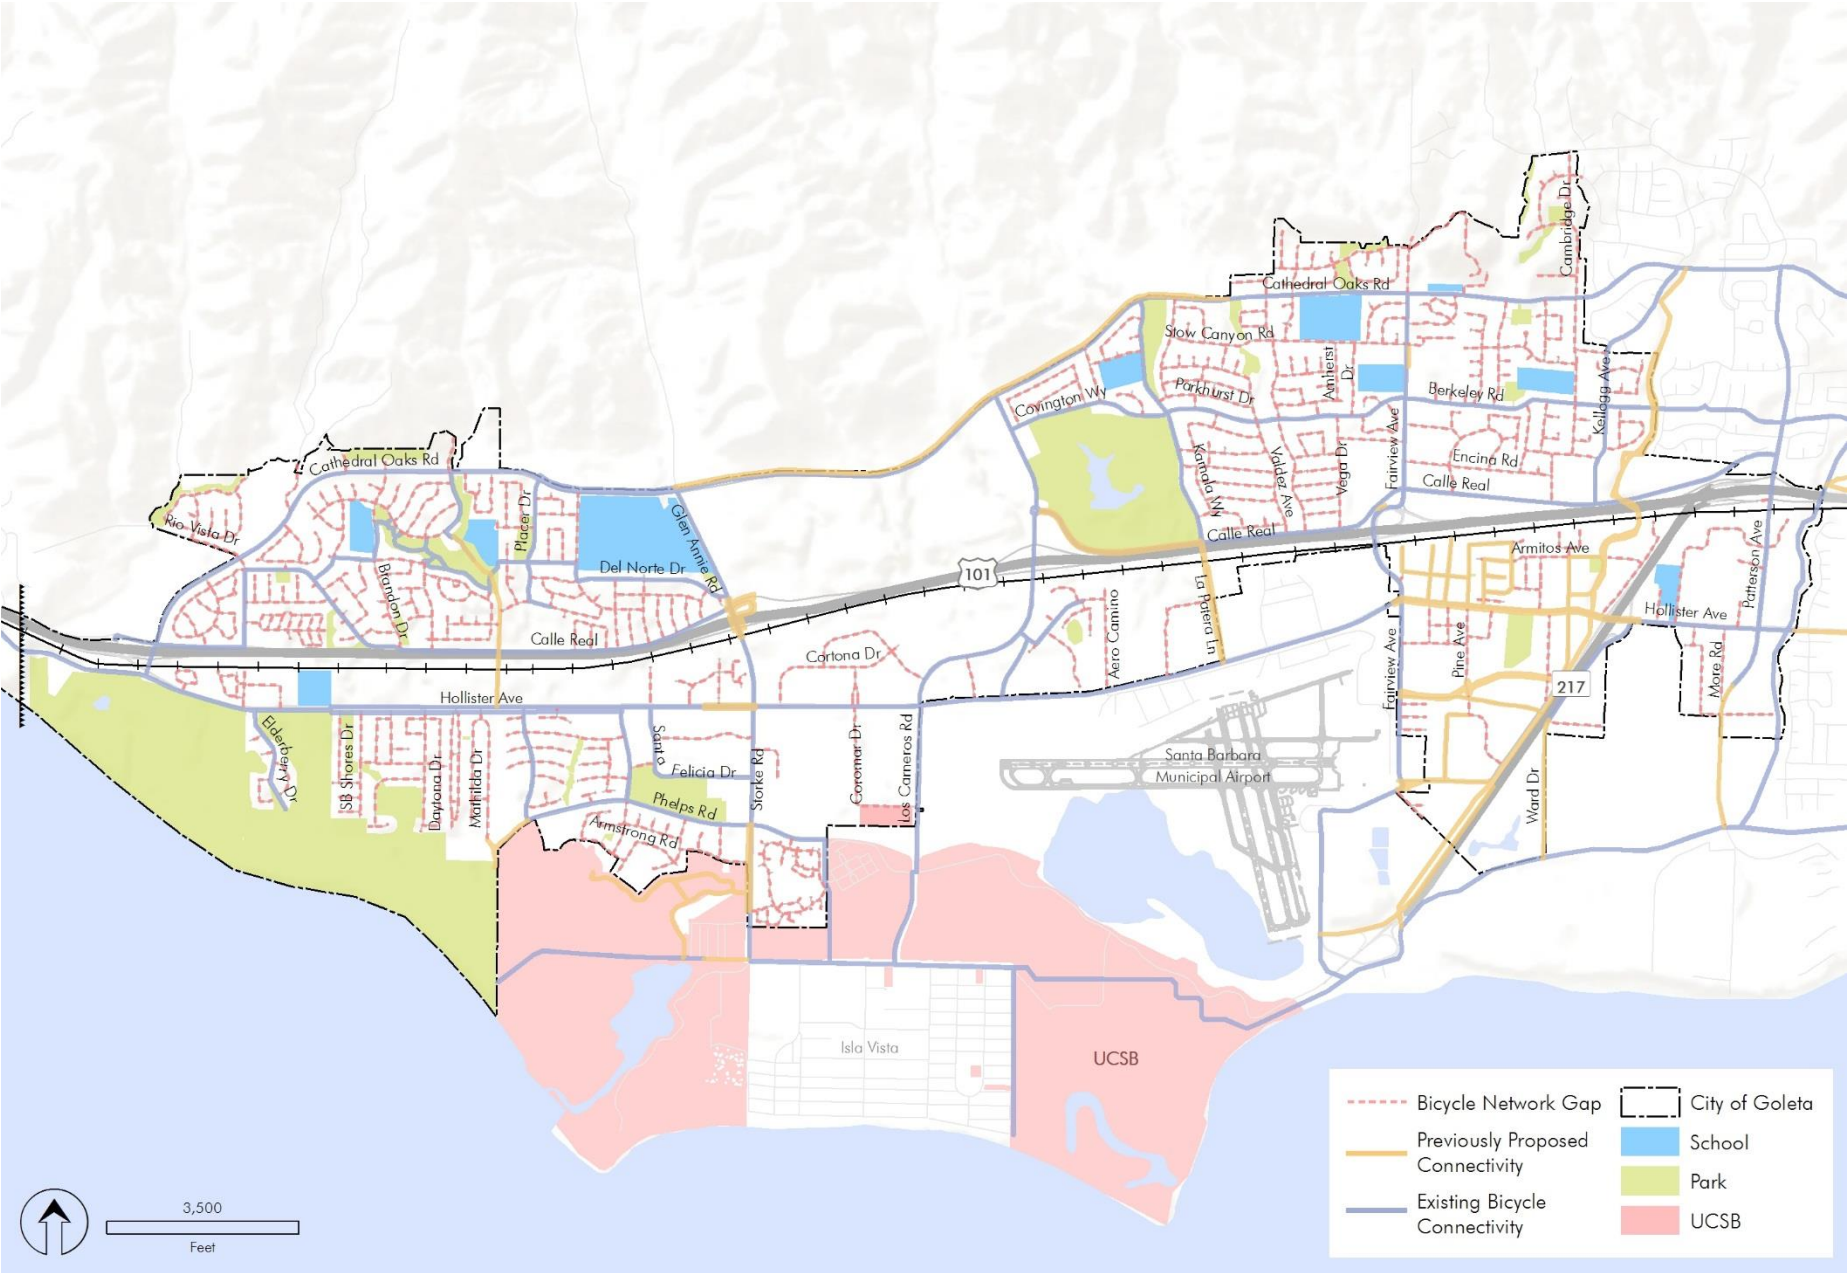 Cambridge Dr
Cathedral Oaks Rd
Stow Canyon Rd
Amherst
Dr
Parkhurst Dr
Covington Wy
Berkeley Rd
Kellogg Ave
Fairview Ave
Kamala Wy
Valdez Ave
Vega Dr
Encina Rd
Calle Real
Calle Real
Cathedral Oaks Rd
Rio Vista Dr
Placer Dr
Glen Annie Rd
Del Norte Dr
Brandon Dr
Calle Real
101
Armitos Ave
Patterson Ave
Hollister Ave
La Patera Ln
Aero Camino
Cortona Dr
Pine Ave
More Rd
217
Fairview Ave
Hollister Ave
Elderberry Dr
SB Shores Dr
Daytona Dr
Mathilda Dr
Santa
Felicia Dr
Phelps Rd
Armstrong Rd
Storke Rd
Coromar Dr
Los Carneros Rd
Santa Barbara
Municipal Airport
Ward Dr
Isla Vista
UCSB
Bicycle Network Gap
Previously Proposed
Connectivity
Existing Bicycle
Connectivity
City of Goleta
School
Park
UCSB
3,500
Feet